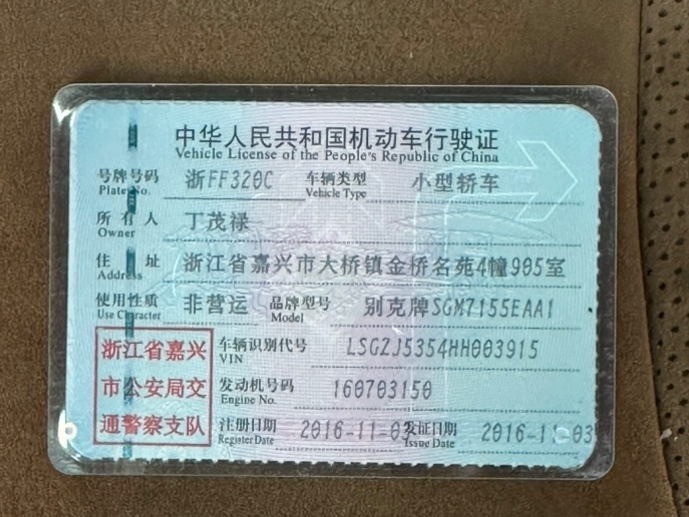 中华人民共和国机动车行驶证
Vehicle License of the People's Republic of China
号牌号码 浙FF320C 车辆类型 小型轿车
Plate No. Vehicle Type
所有人 丁茂禄
Owner
住址 浙江省嘉兴市大桥镇金桥名苑4幢905室
Address
使用性质 非营运 品牌型号 别克牌SGM7155EAA1
Use Character Model
浙江省嘉兴 车辆识别代号 LSGZJ5354HH003915
VIN
市公安局交 发动机号码 160703150
Engine No.
通警察支队 注册日期 2016-11-03 发证日期 2016-11-03
Register Date Issue Date